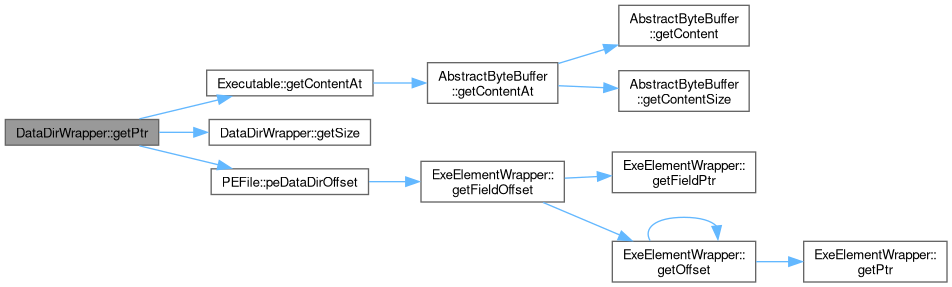 AbstractByteBuffer
::getContent
Executable::getContentAt
AbstractByteBuffer
::getContentAt
AbstractByteBuffer
::getContentSize
DataDirWrapper::getPtr
DataDirWrapper::getSize
PEFile::peDataDirOffset
ExeElementWrapper::
getFieldOffset
ExeElementWrapper::
getFieldPtr
ExeElementWrapper::
getOffset
ExeElementWrapper::
getPtr